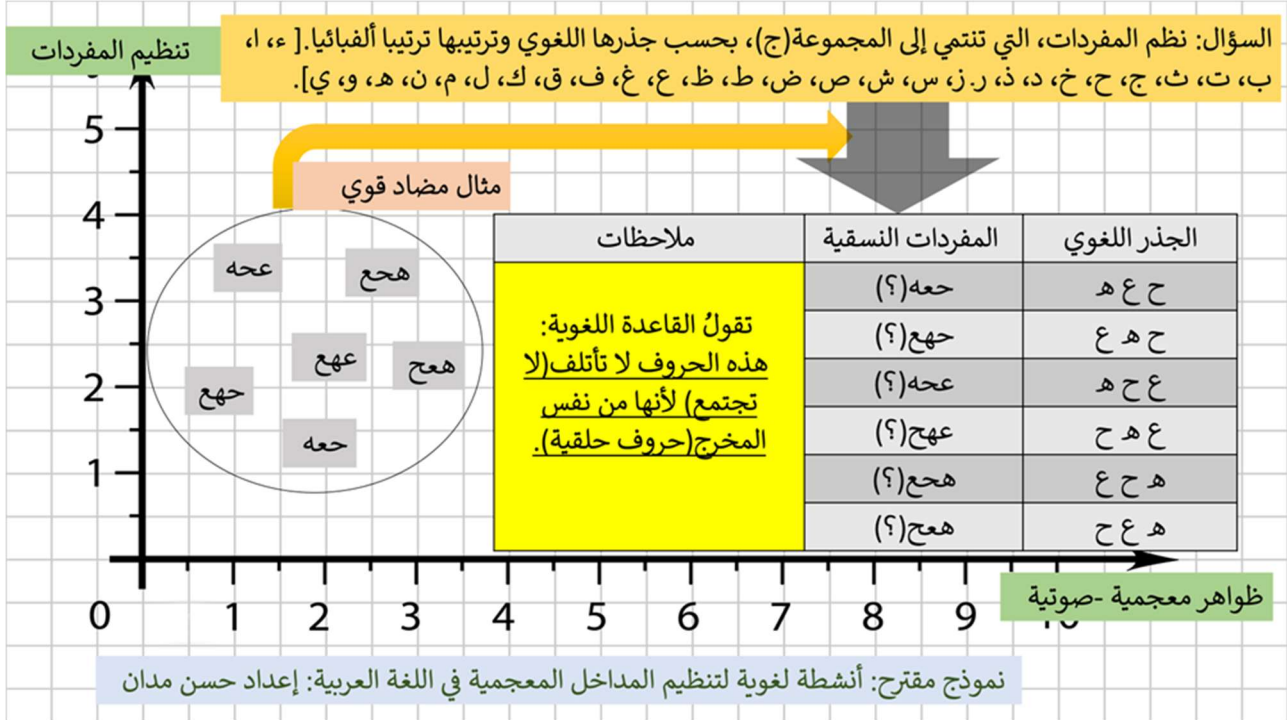 السؤال: نظم المفردات، التي تنتمي إلى المجموعة(ج)، بحسب جذرها اللغوي وترتيبها ترتيبا ألفبائيا.[ ء، ا،
ب، ت، ث، ج، ح، خ، د، ذ، ر. ز، س، ش، ص، ض، ط، ظ، ع، غ، ف، ق، ك، ل، م، ن، هـ، و، ي].
تنظيم المفردات
مثال مضاد قوي
الجذر اللغوي المفردات النسقية ملاحظات
ح ع هـ حعه(؟)
ح هـ ع حهع(؟)
ع ح هـ عحه(؟)
ع هـ ح عهح(؟)
هـ ح ع هحع(؟)
هـ ع ح هعح(؟)
تقولُ القاعدة اللغوية:
هذه الحروف لا تأتلف(لا
تجتمع) لأنها من نفس
المخرج(حروف حلقية).
هحع
عحه
عهع
هعح
حهع
حعه
5
4
3
2
1
0 1 2 3 4 5 6 7 8 9
ظواهر معجمية -صوتية
نموذج مقترح: أنشطة لغوية لتنظيم المداخل المعجمية في اللغة العربية: إعداد حسن مدان